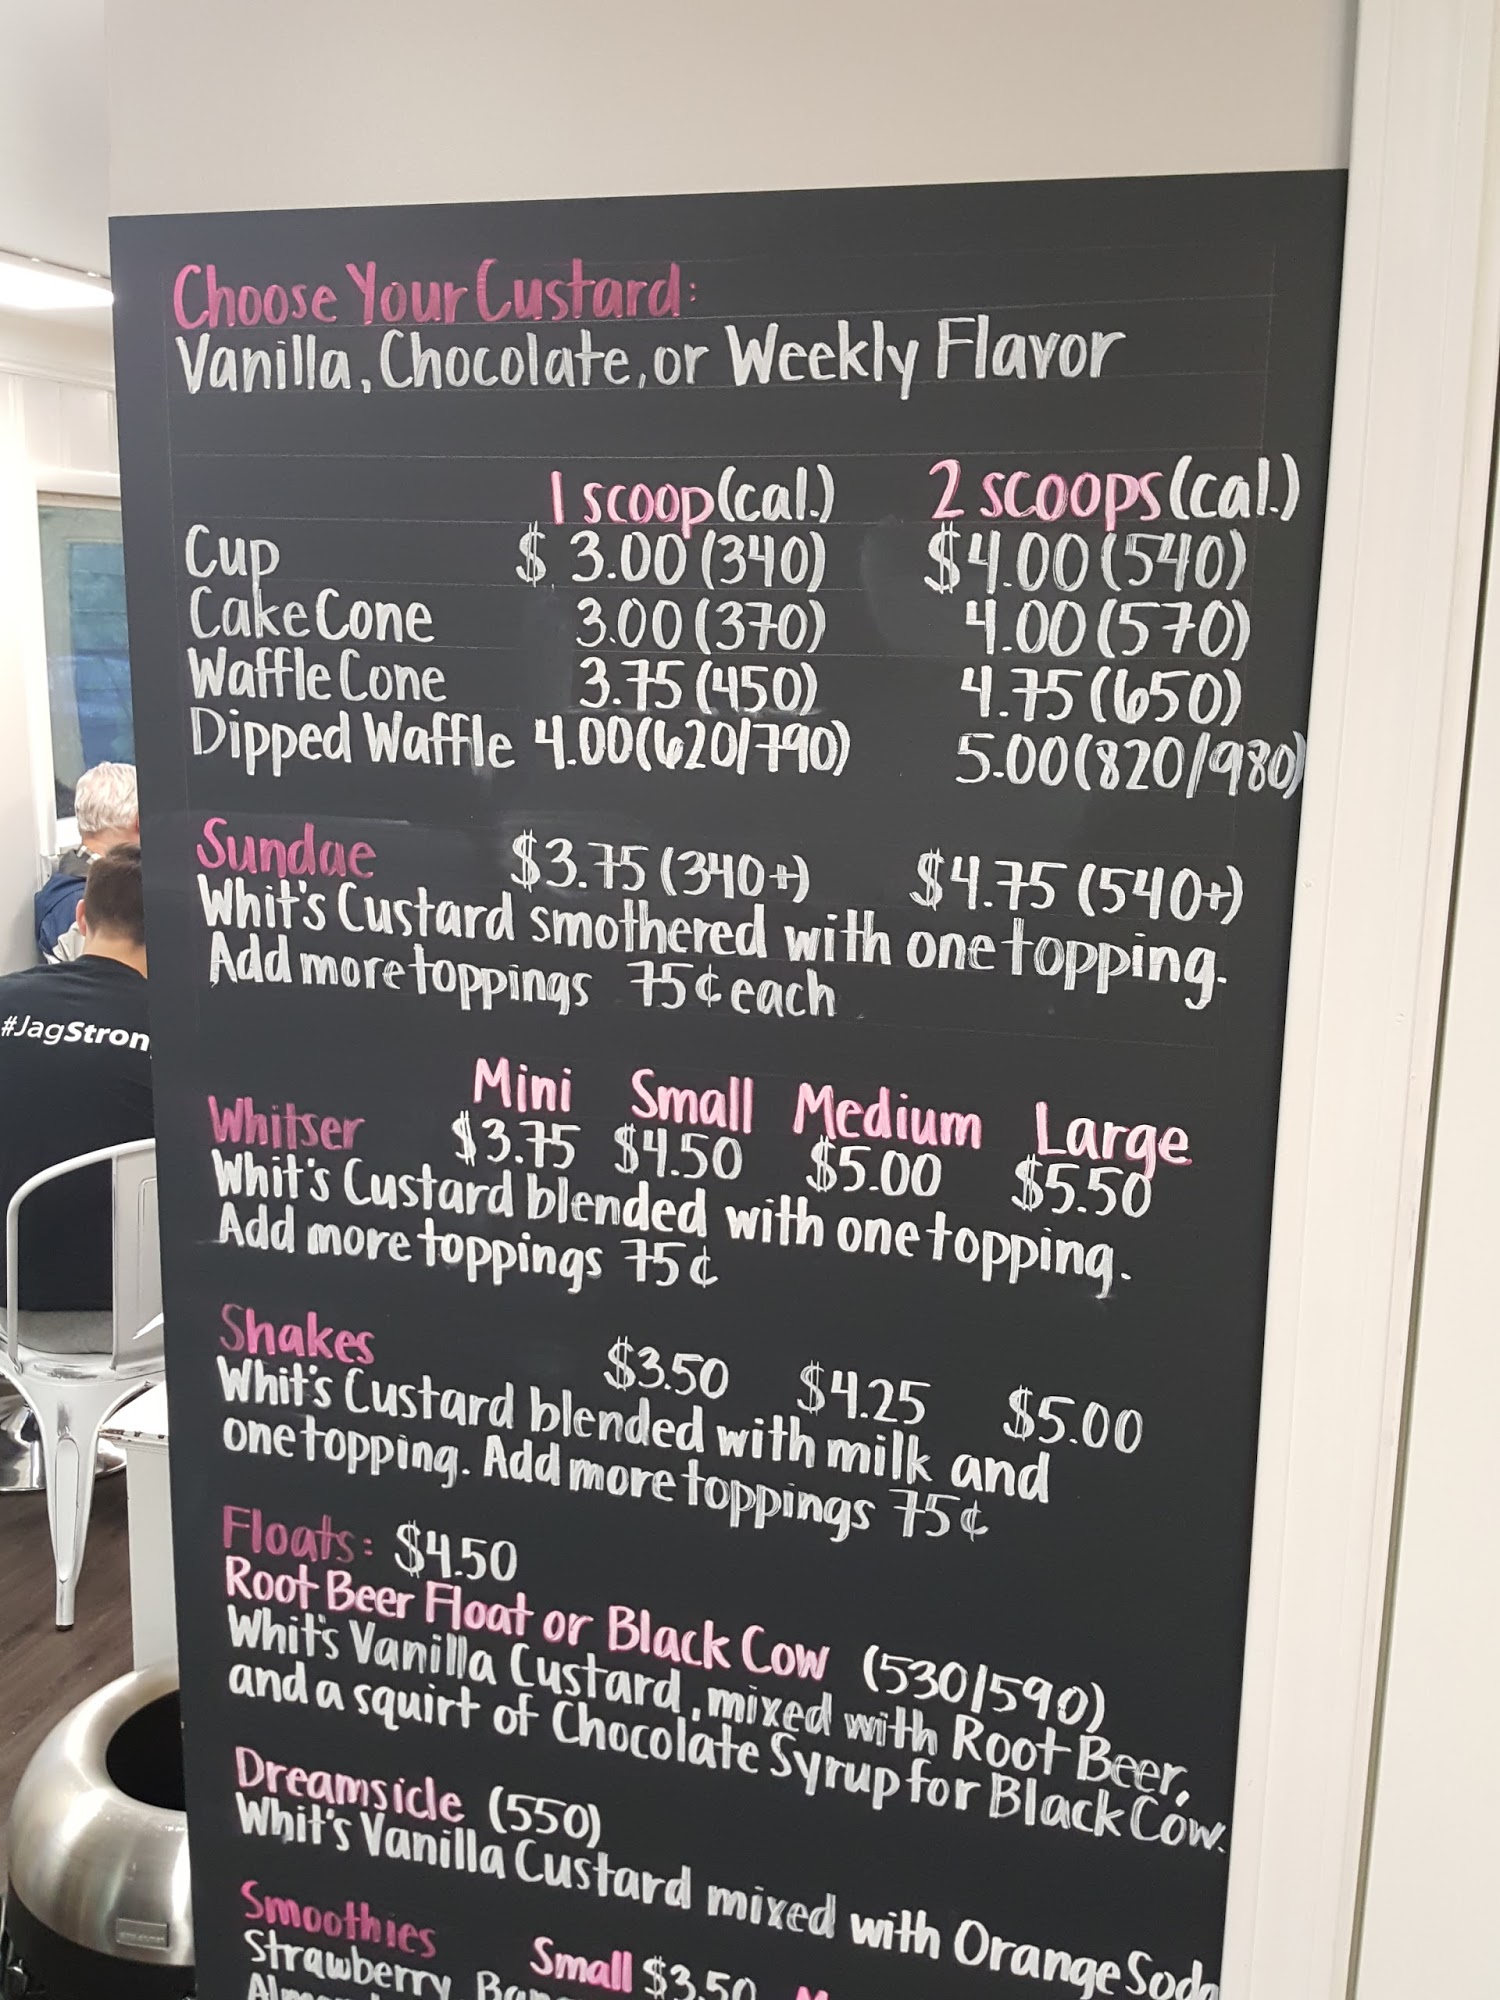 Choose Your Custard:
Vanilla, Chocolate, or Weekly Flavor
1 scoop (cal.) 2 scoops (cal.)
Cup $ 3.00 (340) $4.00 (540)
Cake Cone 3.00 (370) 4.00 (570)
Waffle Cone 3.75 (450) 4.75 (650)
Dipped Waffle 4.00 (620/790) 5.00 (820/980)
Sundae $3.75 (340+) $4.75 (540+)
Whit's Custard smothered with one topping.
Add more toppings 75¢ each
#JagStron
Mini Small Medium Large
Whitser $3.75 $4.50 $5.00 $5.50
Whit's Custard blended with one topping.
Add more toppings 75¢
Shakes $3.50 $4.25 $5.00
Whit's Custard blended with milk and
one topping. Add more toppings 75¢
Floats: $4.50
Root Beer Float or Black Cow (530/590)
Whit's Vanilla Custard, mixed with Root Beer,
and a squirt of Chocolate Syrup for Black Cow.
Dreamsicle (550)
Whit's Vanilla Custard mixed with Orange Soda
Smoothies Small $3.50
Strawberry